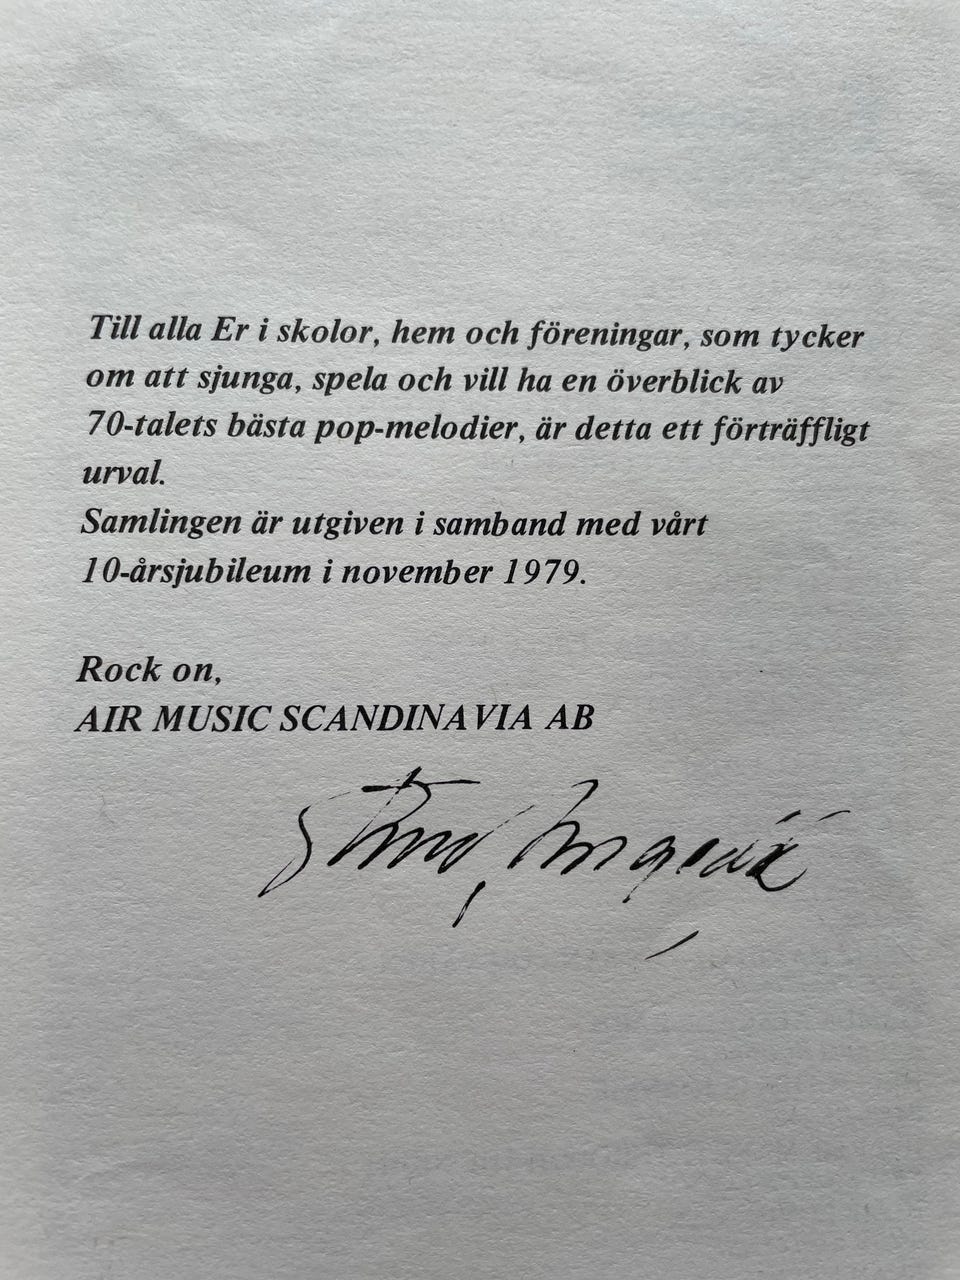 Till alla Er i skolor, hem och föreningar, som tycker
om att sjunga, spela och vill ha en överblick av
70-talets bästa pop-melodier, är detta ett förträffligt
urval.
Samlingen är utgiven i samband med vårt
10-årsjubileum i november 1979.
Rock on,
AIR MUSIC SCANDINAVIA AB